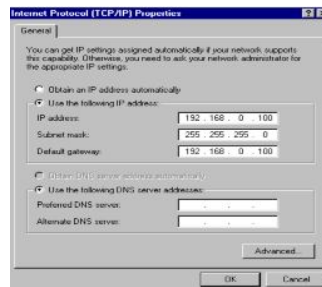 Internet Protocol (TCP/IP) Properties
General
You can get IP settings assigned automatically if your network supports
this capability. Otherwise, you need to ask your network administrator for
the appropriate IP settings.
Obtain an IP address automatically
Use the following IP address:
IP address: 192 . 168 . 0 . 100
Subnet mask: 255 . 255 . 255 . 0
Default gateway: 192 . 168 . 0 . 100
Obtain DNS server address automatically
Use the following DNS server addresses:
Preferred DNS server: . . .
Alternate DNS server: . . .
Advanced...
OK Cancel